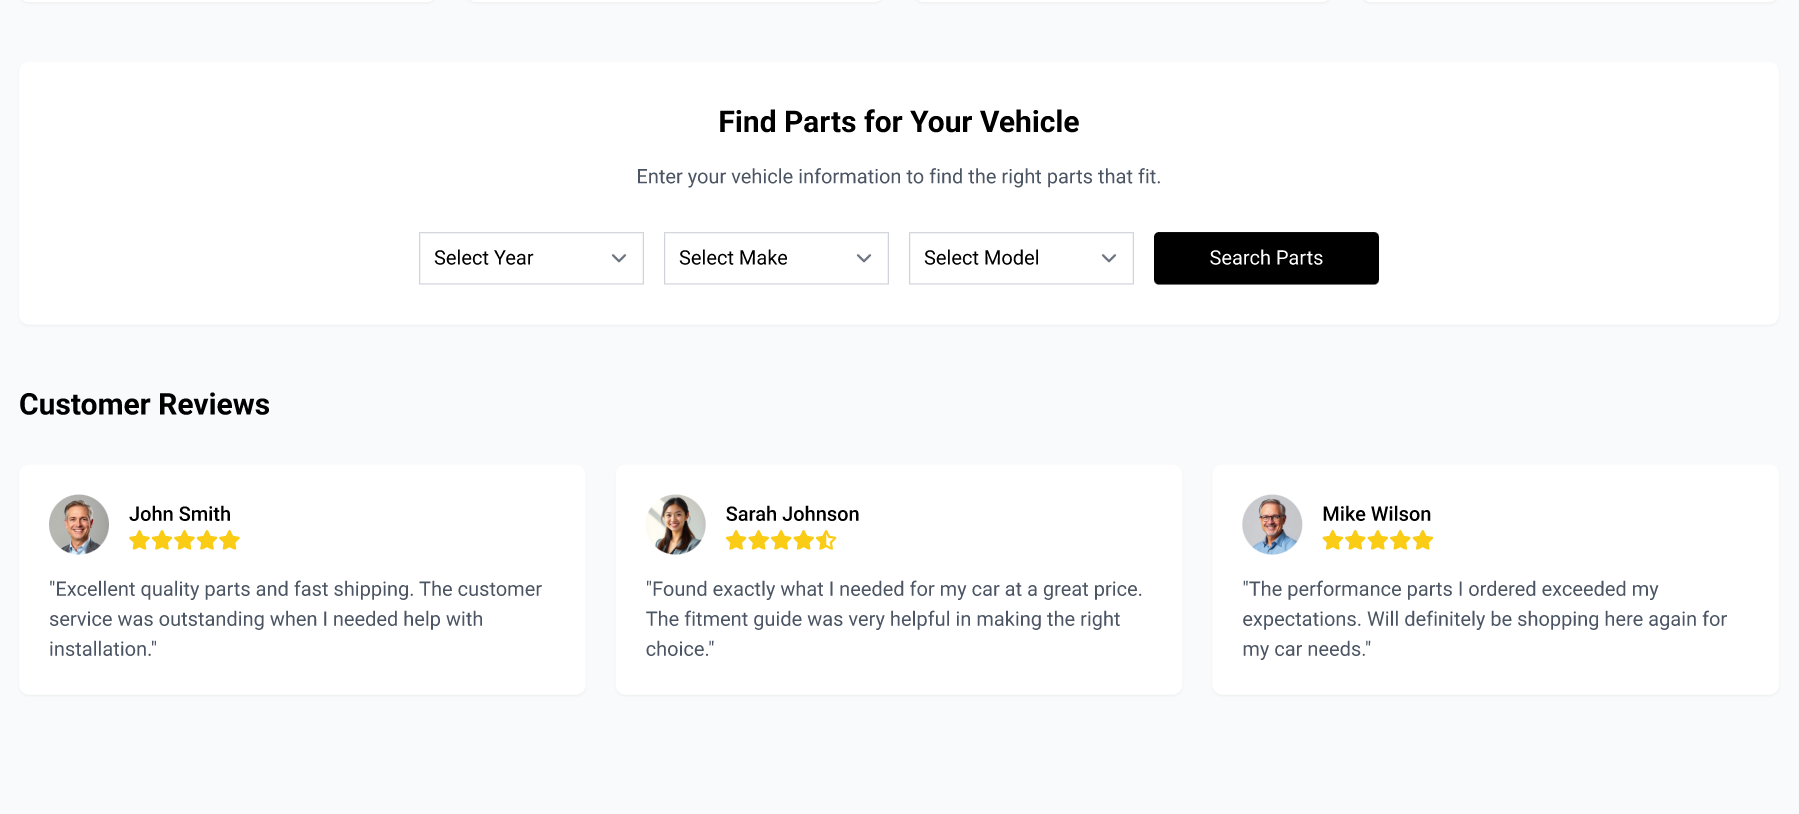 Find Parts for Your Vehicle
Enter your vehicle information to find the right parts that fit.
Select Year
Select Make
Select Model
Search Parts
Customer Reviews
John Smith
"Excellent quality parts and fast shipping. The customer
service was outstanding when I needed help with
installation."
Sarah Johnson
"Found exactly what I needed for my car at a great price.
The fitment guide was very helpful in making the right
choice."
Mike Wilson
"The performance parts I ordered exceeded my
expectations. Will definitely be shopping here again for
my car needs."